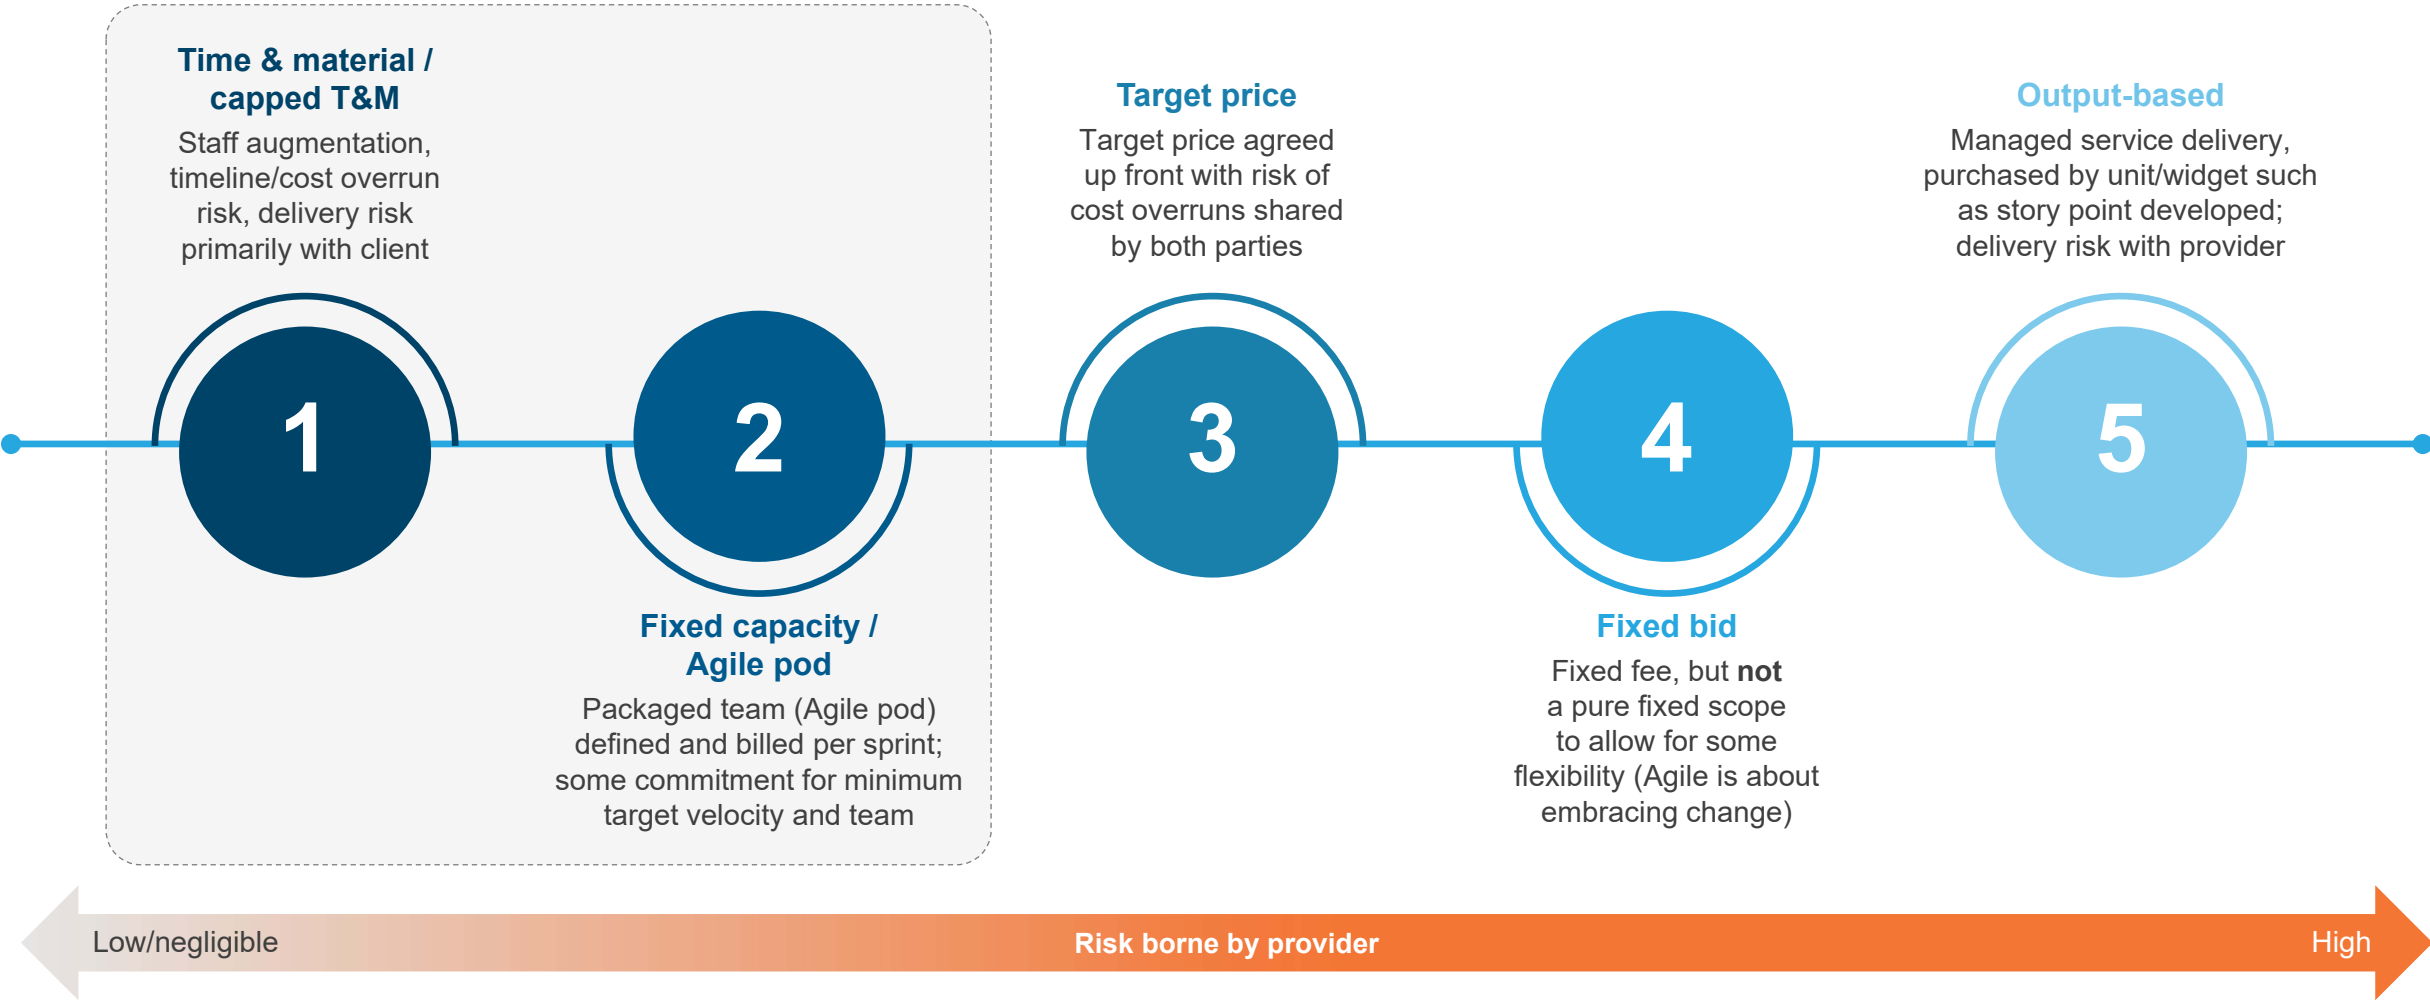 Time & material /
capped T&M
Staff augmentation,
timeline/cost overrun
risk, delivery risk
primarily with client
1
2
Fixed capacity /
Agile pod
Packaged team (Agile pod)
defined and billed per sprint;
some commitment for minimum
target velocity and team
Target price
Target price agreed
up front with risk of
cost overruns shared
by both parties
3
4
Fixed bid
Fixed fee, but not
a pure fixed scope
to allow for some
flexibility (Agile is about
embracing change)
Output-based
Managed service delivery,
purchased by unit/widget such
as story point developed;
delivery risk with provider
5
Low/negligible
Risk borne by provider
High